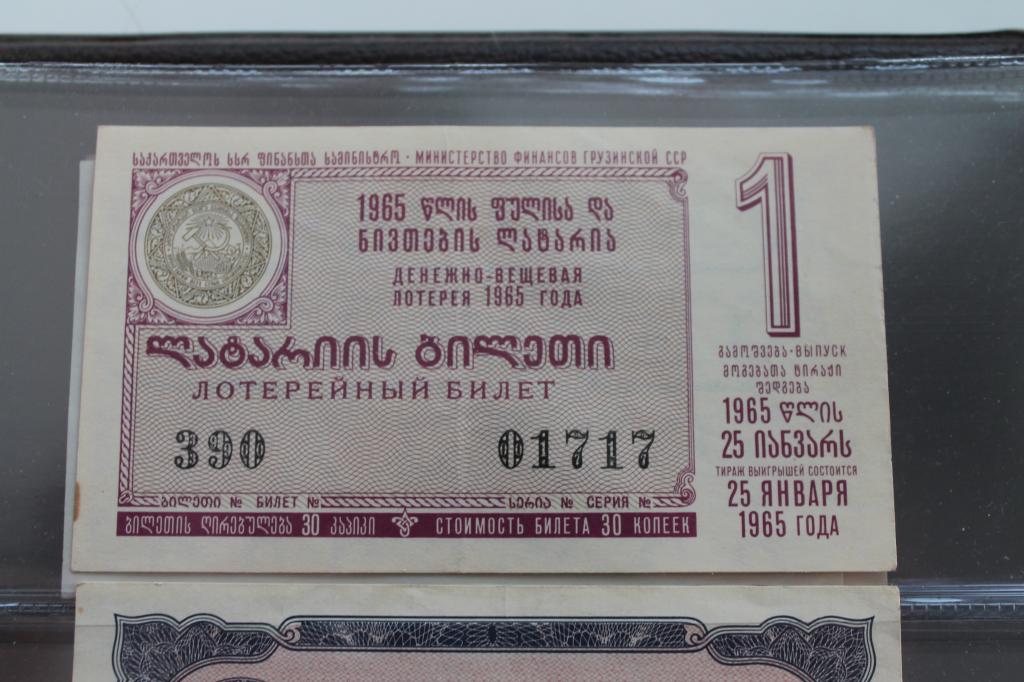 საქართველოს სსრ ფინანსთა სამინისტრო · МИНИСТЕРСТВО ФИНАНСОВ ГРУЗИНСКОЙ ССР
1965 წლის ფულისა და
ნივთების ლატარია
ДЕНЕЖНО-ВЕЩЕВАЯ
ЛОТЕРЕЯ 1965 ГОДА
ლატარიის ბილეთი
ЛОТЕРЕЙНЫЙ БИЛЕТ
390 01717
ბილეთი № БИЛЕТ № სერია № СЕРИЯ №
ბილეთის ღირებულება 30 კაპიკი СТОИМОСТЬ БИЛЕТА 30 КОПЕЕК
1
გამოშვება · ВЫПУСК
მოგებათა ტირაჟი
შედგება
1965 წლის
25 იანვარს
ТИРАЖ ВЫИГРЫШЕЙ СОСТОИТСЯ
25 ЯНВАРЯ
1965 ГОДА